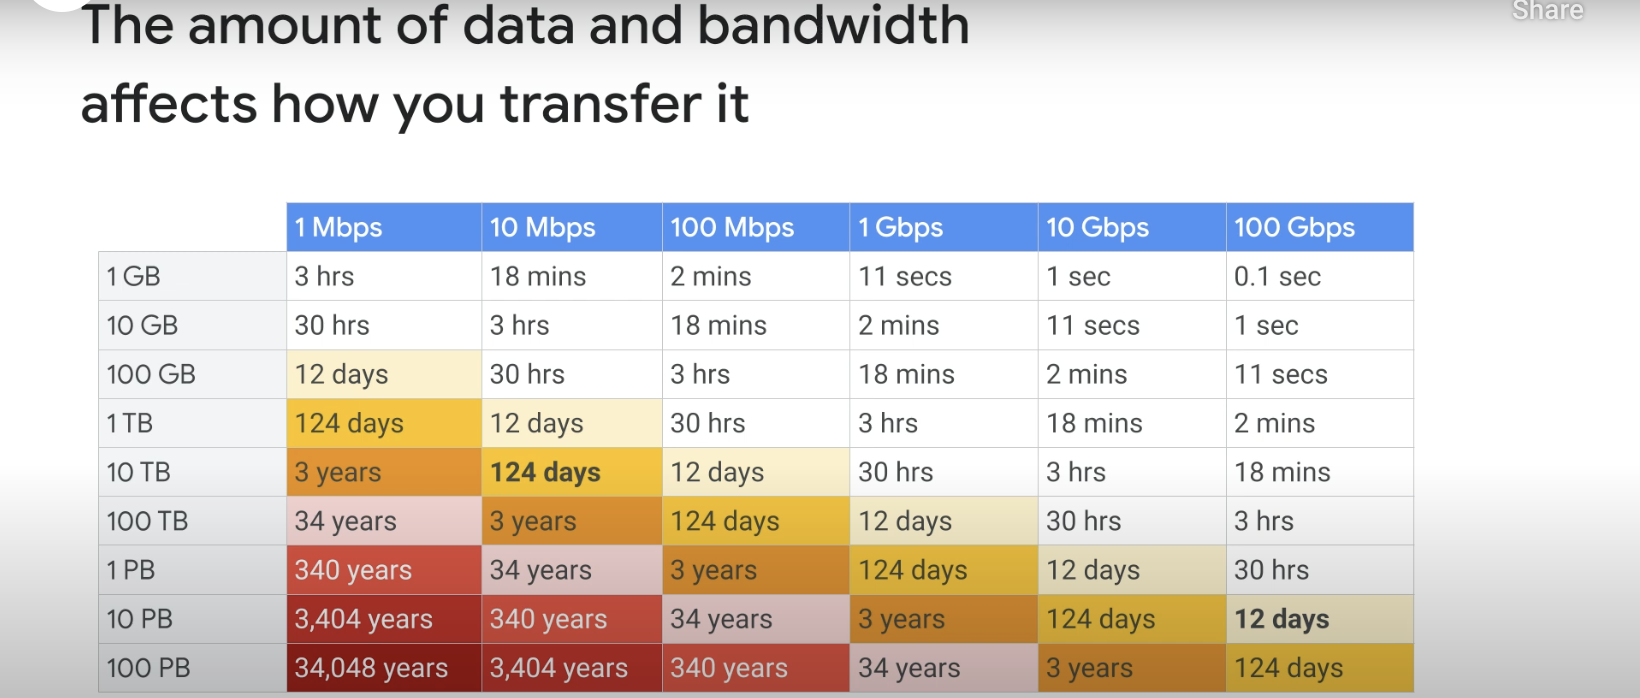 Share
The amount of data and bandwidth
affects how you transfer it
1 Mbps 10 Mbps 100 Mbps 1 Gbps 10 Gbps 100 Gbps
1 GB 3 hrs 18 mins 2 mins 11 secs 1 sec 0.1 sec
10 GB 30 hrs 3 hrs 18 mins 2 mins 11 secs 1 sec
100 GB 12 days 30 hrs 3 hrs 18 mins 2 mins 11 secs
1 TB 124 days 12 days 30 hrs 3 hrs 18 mins 2 mins
10 TB 3 years 124 days 12 days 30 hrs 3 hrs 18 mins
100 TB 34 years 3 years 124 days 12 days 30 hrs 3 hrs
1 PB 340 years 34 years 3 years 124 days 12 days 30 hrs
10 PB 3,404 years 340 years 34 years 3 years 124 days 12 days
100 PB 34,048 years 3,404 years 340 years 34 years 3 years 124 days